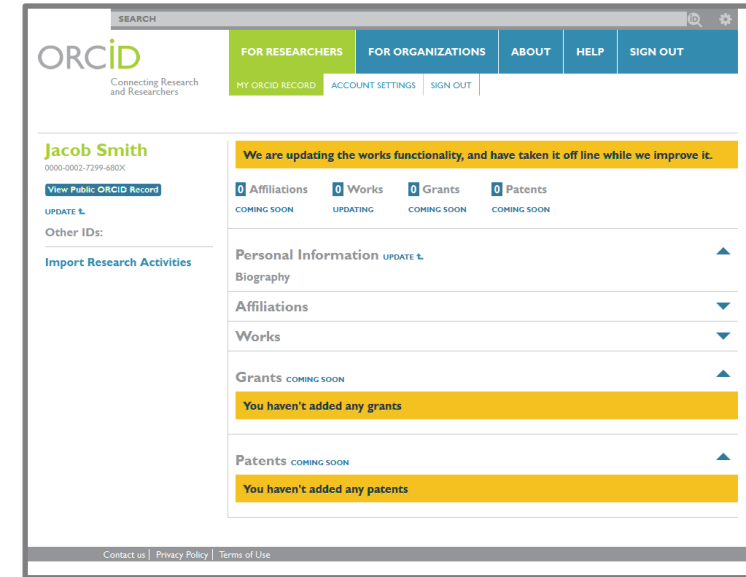 SEARCH
ORCID
Connecting Research
and Researchers
FOR RESEARCHERS FOR ORGANIZATIONS ABOUT HELP SIGN OUT
MY ORCID RECORD ACCOUNT SETTINGS SIGN OUT
Jacob Smith
0000-0002-7299-680X
View Public ORCID Record
UPDATE
Other IDs:
Import Research Activities
We are updating the works functionality, and have taken it off line while we improve it.
0 Affiliations 0 Works 0 Grants 0 Patents
COMING SOON UPDATING COMING SOON COMING SOON
Personal Information UPDATE
Biography
Affiliations
Works
Grants COMING SOON
You haven't added any grants
Patents COMING SOON
You haven't added any patents
Contact us | Privacy Policy | Terms of Use